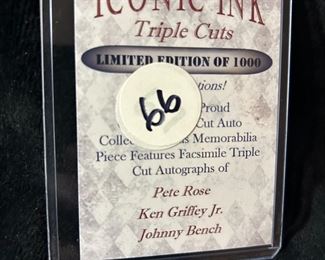 ICONIC INK
Triple Cuts
LIMITED EDITION OF 1000
66
Proud
Cut Auto
Memorabilia
Piece Features Facsimile Triple
Cut Autographs of
Pete Rose
Ken Griffey Jr.
Johnny Bench